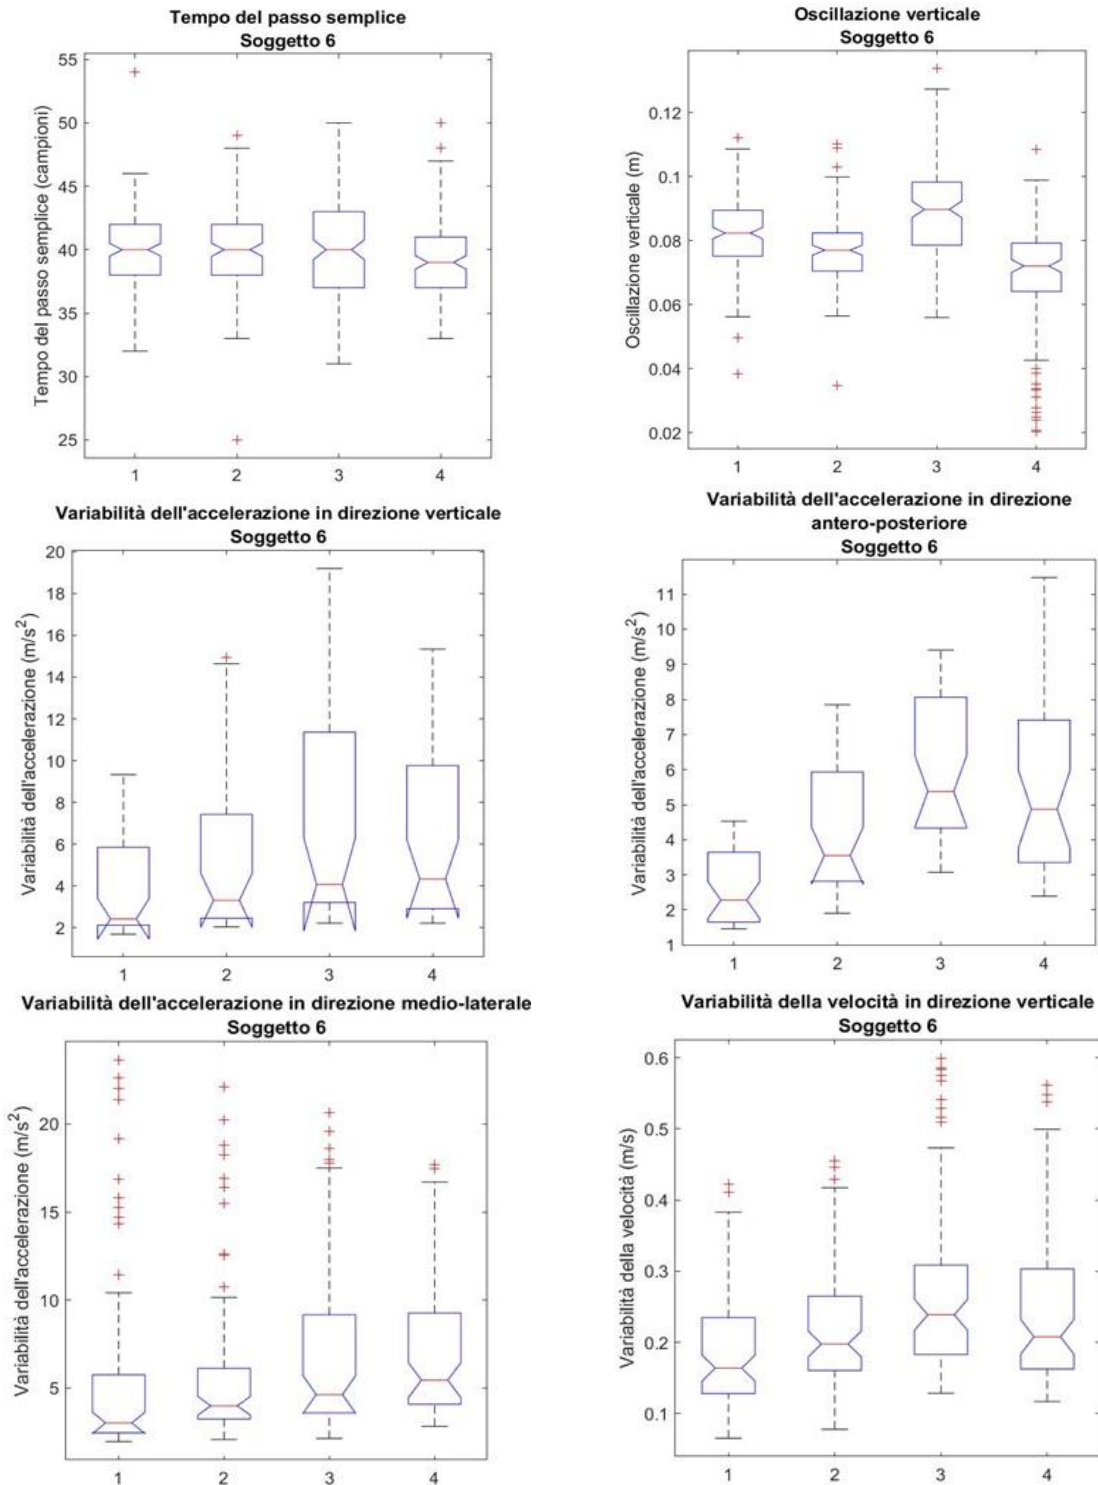 Tempo del passo semplice
Soggetto 6
Tempo del passo semplice (campioni)
55
50
45
40
35
30
25
1 2 3 4
Oscillazione verticale
Soggetto 6
Oscillazione verticale (m)
0.12
0.1
0.08
0.06
0.04
0.02
1 2 3 4
Variabilità dell'accelerazione in direzione verticale
Soggetto 6
Variabilità dell'accelerazione (m/s²)
20
18
16
14
12
10
8
6
4
2
1 2 3 4
Variabilità dell'accelerazione in direzione
antero-posteriore
Soggetto 6
Variabilità dell'accelerazione (m/s²)
11
10
9
8
7
6
5
4
3
2
1
1 2 3 4
Variabilità dell'accelerazione in direzione medio-laterale
Soggetto 6
Variabilità dell'accelerazione (m/s²)
20
15
10
5
1 2 3 4
Variabilità della velocità in direzione verticale
Soggetto 6
Variabilità della velocità (m/s)
0.6
0.5
0.4
0.3
0.2
0.1
1 2 3 4